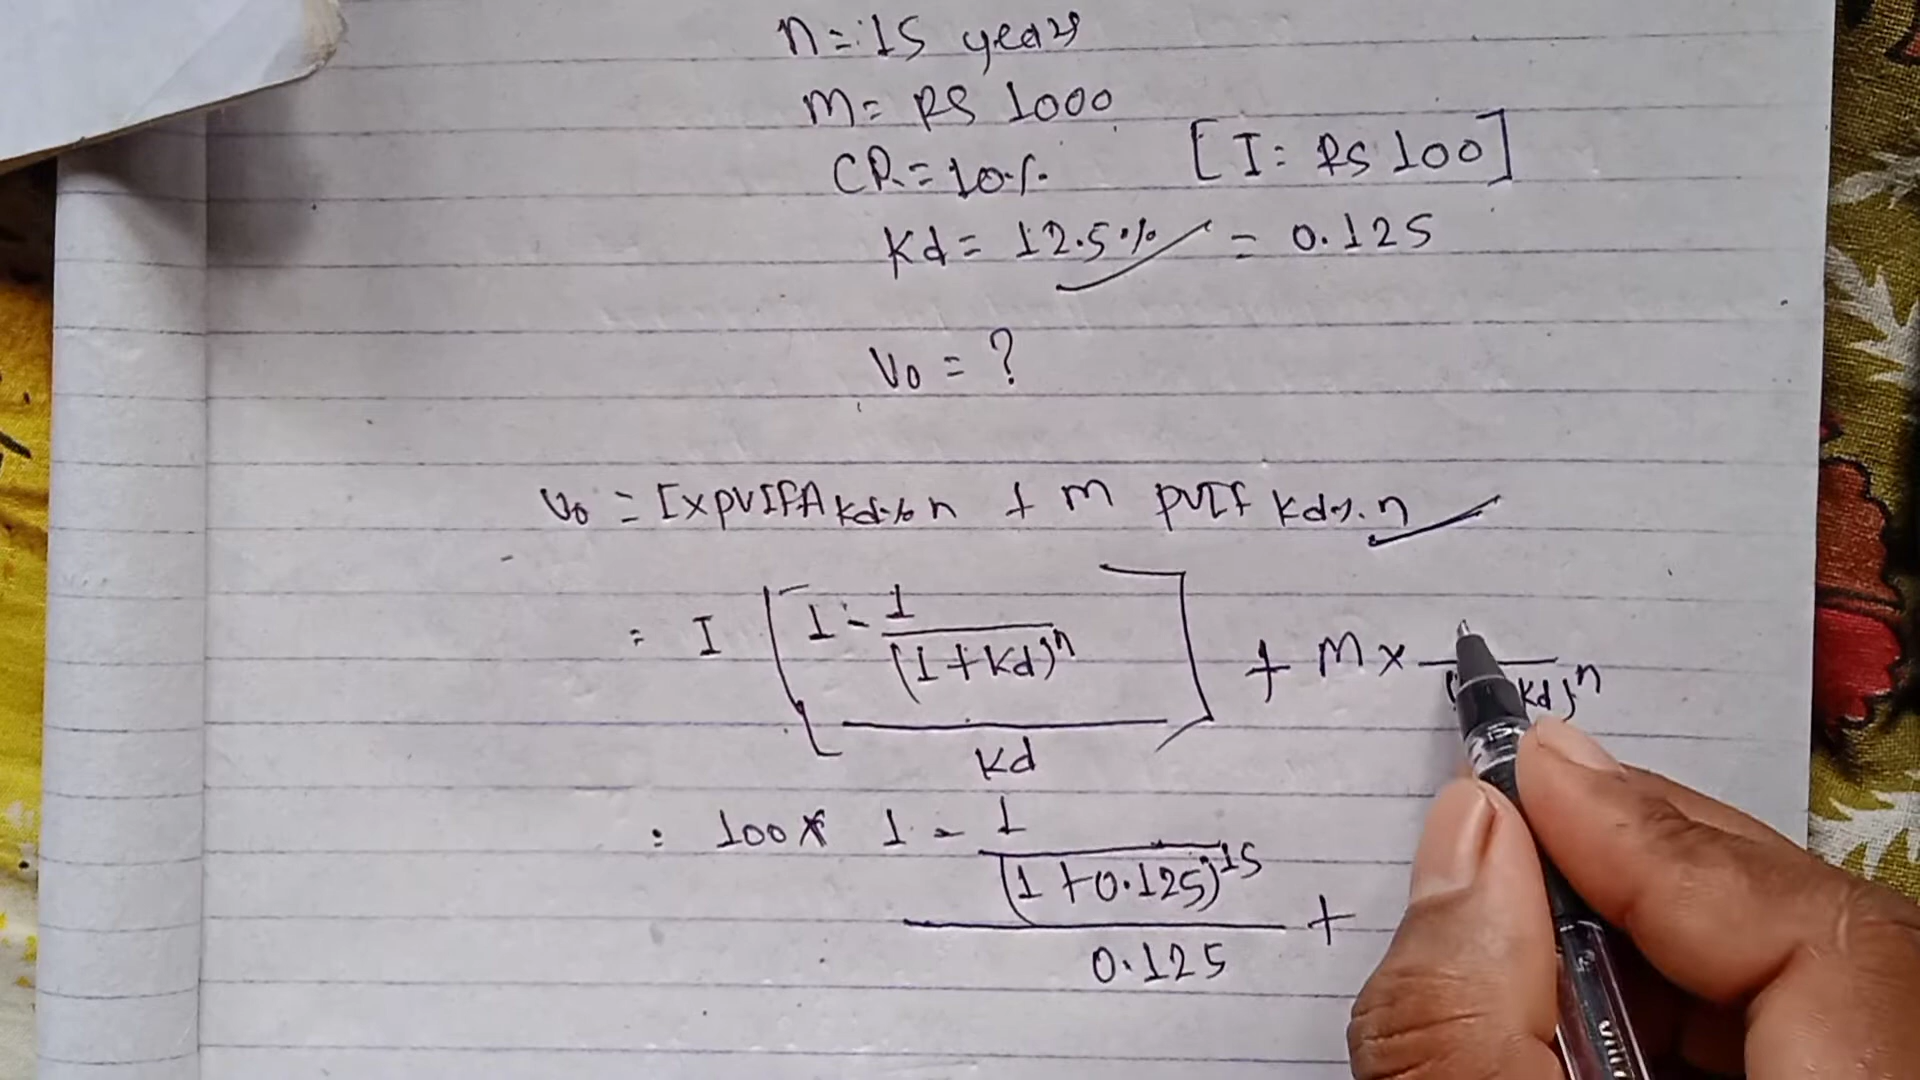 n = 15 years
m = RS 1000
CR = 10%. [I = RS 100]
Kd = 12.5% = 0.125
V0 = ?
V0 = I x PVIFA Kd% n + m PVIF Kd%. n
= I [ 1 - 1 / (1 + Kd)^n / Kd ] + m x / ( Kd)^n
= 100 x 1 - 1 / (1 + 0.125)^15 / 0.125 +